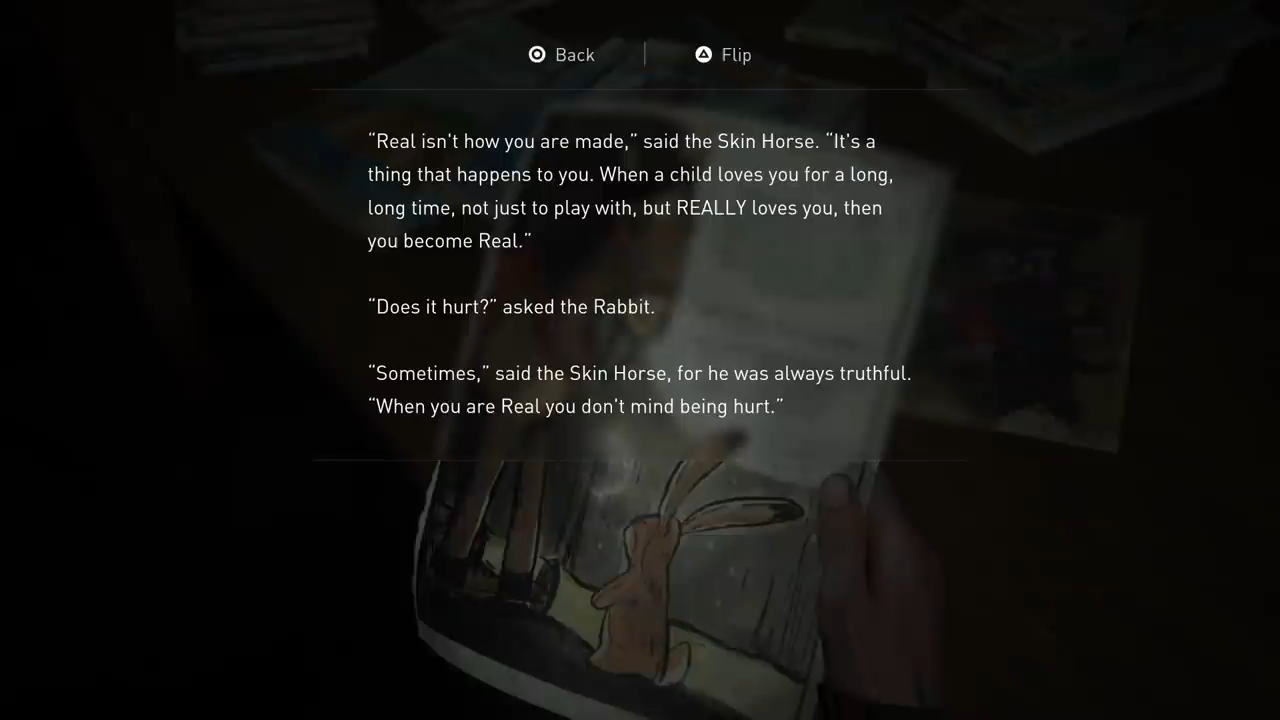 Back Flip
“Real isn't how you are made,” said the Skin Horse. “It's a
thing that happens to you. When a child loves you for a long,
long time, not just to play with, but REALLY loves you, then
you become Real.”
“Does it hurt?” asked the Rabbit.
“Sometimes,” said the Skin Horse, for he was always truthful.
“When you are Real you don't mind being hurt.”